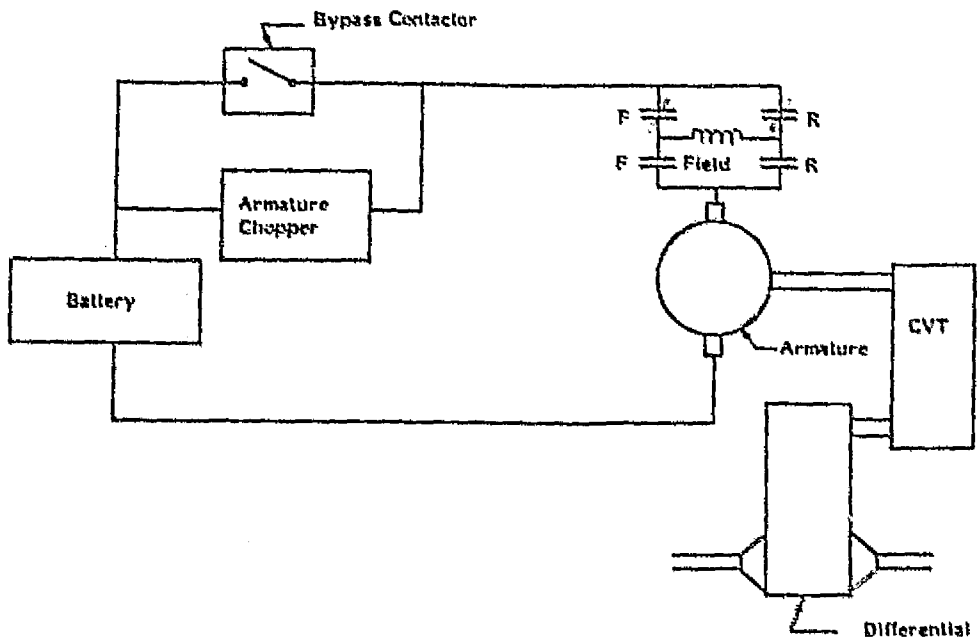 Bypass Contactor
F R
F Field R
Armature
Chopper
Battery
CVT
Armature
Differential